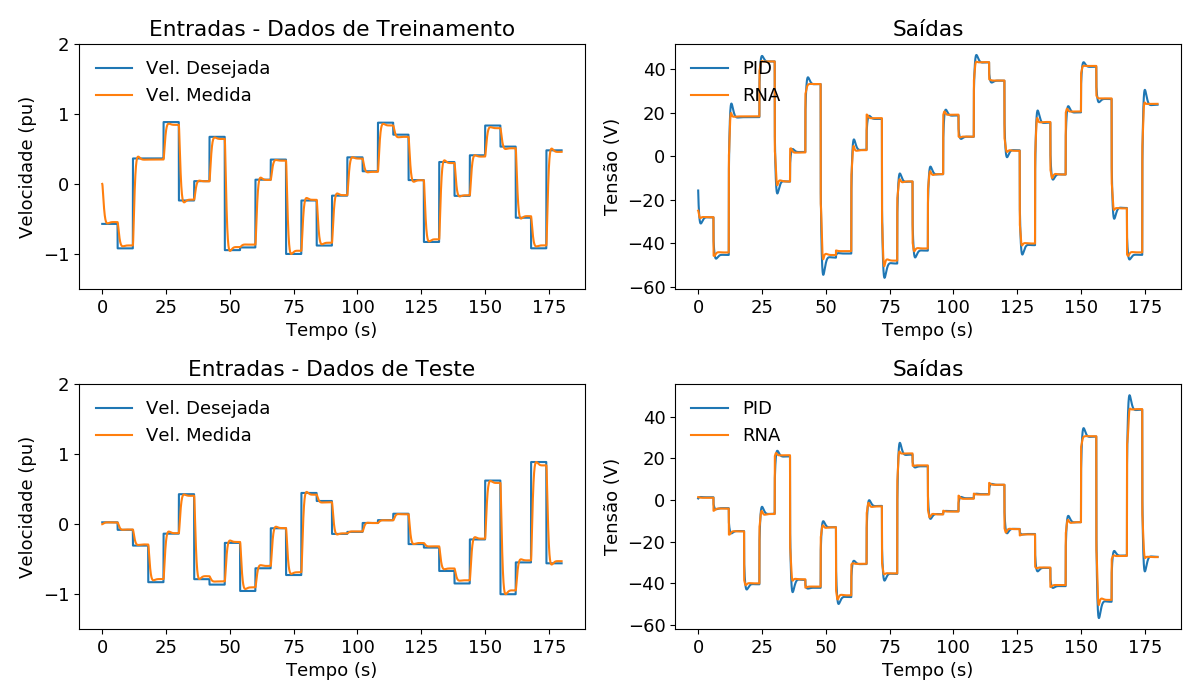 Entradas - Dados de Treinamento
Vel. Desejada
Vel. Medida
Velocidade (pu)
2
1
0
−1
0 25 50 75 100 125 150 175
Tempo (s)
Saídas
PID
RNA
Tensão (V)
40
20
0
−20
−40
−60
0 25 50 75 100 125 150 175
Tempo (s)
Entradas - Dados de Teste
Vel. Desejada
Vel. Medida
Velocidade (pu)
2
1
0
−1
0 25 50 75 100 125 150 175
Tempo (s)
Saídas
PID
RNA
Tensão (V)
40
20
0
−20
−40
−60
0 25 50 75 100 125 150 175
Tempo (s)